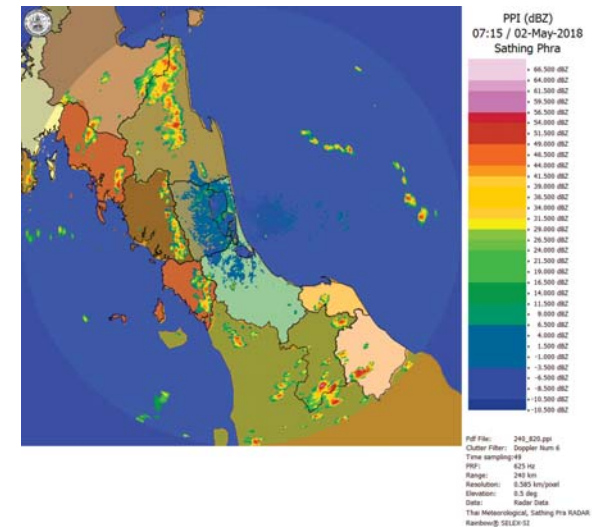 PPI (dBZ)
07:15 / 02-May-2018
Sathing Phra
66.500 dBZ
64.000 dBZ
61.500 dBZ
59.500 dBZ
56.500 dBZ
54.000 dBZ
51.500 dBZ
49.000 dBZ
46.500 dBZ
44.000 dBZ
41.500 dBZ
39.000 dBZ
36.500 dBZ
34.000 dBZ
31.500 dBZ
29.000 dBZ
26.500 dBZ
24.000 dBZ
21.500 dBZ
19.000 dBZ
16.500 dBZ
14.000 dBZ
11.500 dBZ
9.000 dBZ
6.500 dBZ
4.000 dBZ
1.500 dBZ
-1.000 dBZ
-3.500 dBZ
-6.500 dBZ
-8.500 dBZ
-10.500 dBZ
-10.500 dBZ
Pdf File: 240_820.ppi
Clutter Filter: Doppler Num 6
Time sampling:49
PRF: 625 Hz
Range: 240 km
Resolution: 0.585 km/pixel
Elevation: 0.5 deg
Data: Radar Data
Thai Meteorological, Sathing Pra RADAR
Rainbow® SELEX-SI